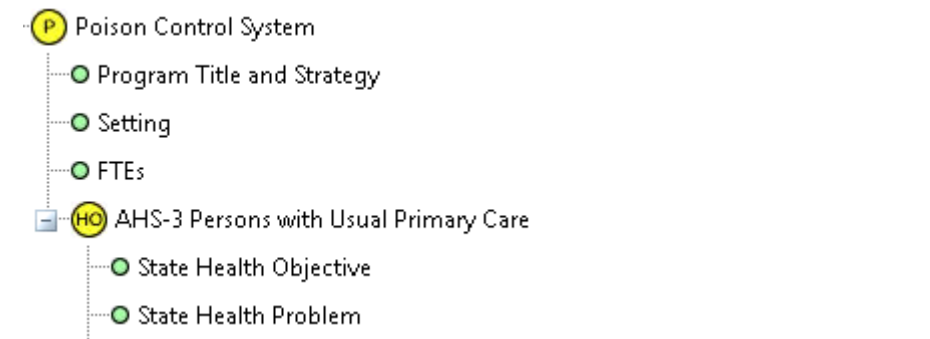 P Poison Control System
Program Title and Strategy
Setting
FTEs
HO AHS-3 Persons with Usual Primary Care
State Health Objective
State Health Problem